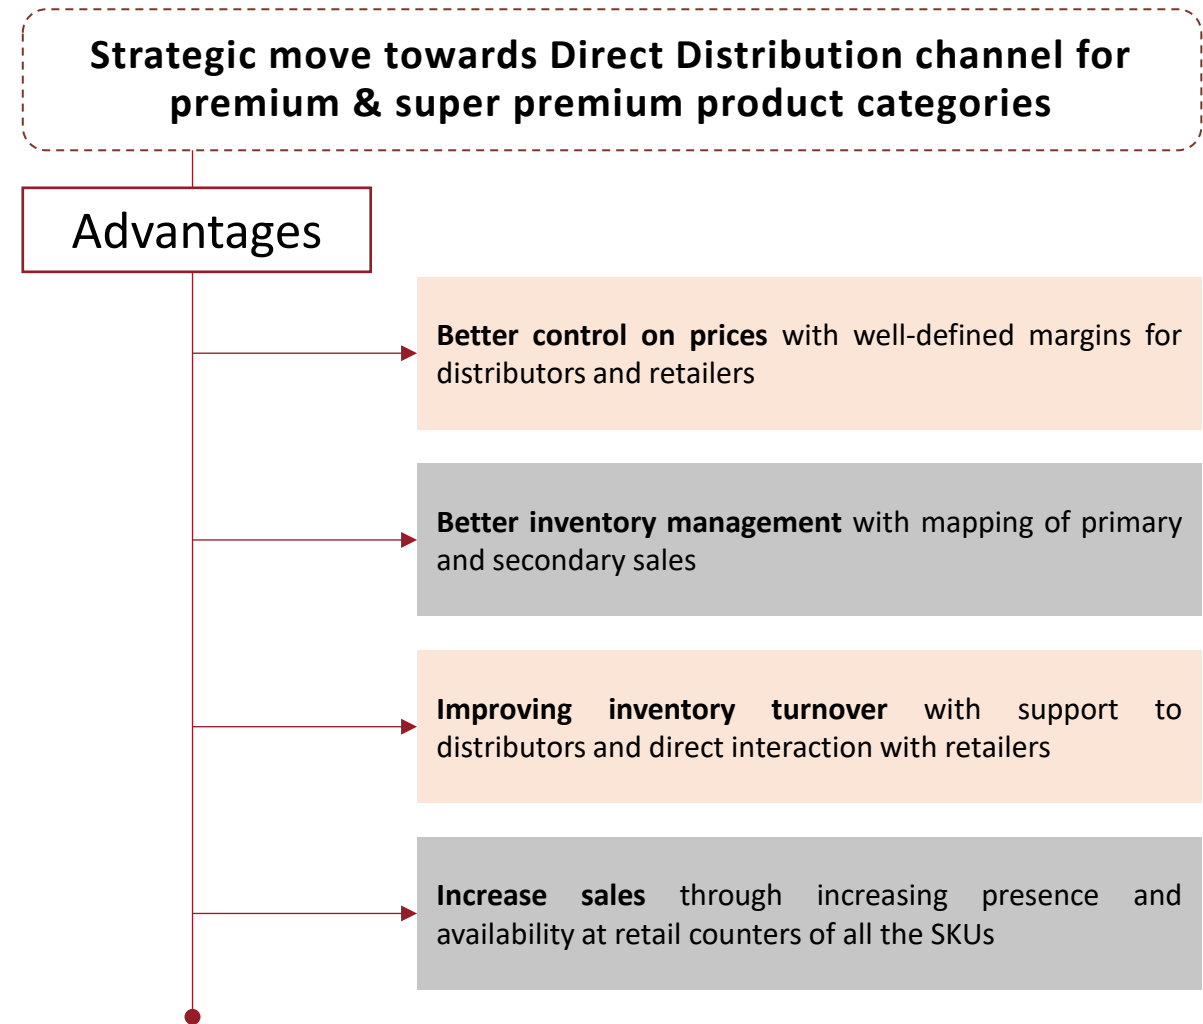 Strategic move towards Direct Distribution channel for
premium & super premium product categories
Advantages
Better control on prices with well-defined margins for
distributors and retailers
Better inventory management with mapping of primary
and secondary sales
Improving inventory turnover with support to
distributors and direct interaction with retailers
Increase sales through increasing presence and
availability at retail counters of all the SKUs